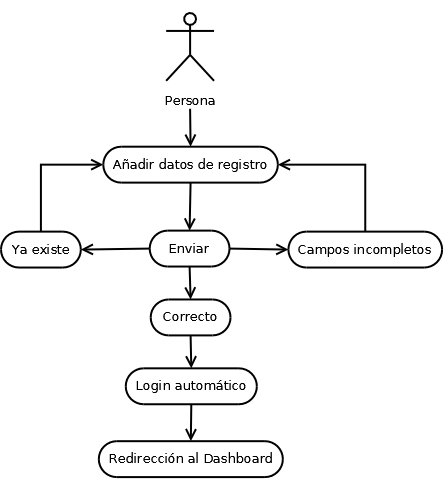 Persona
Añadir datos de registro
Ya existe
Enviar
Campos incompletos
Correcto
Login automático
Redirección al Dashboard